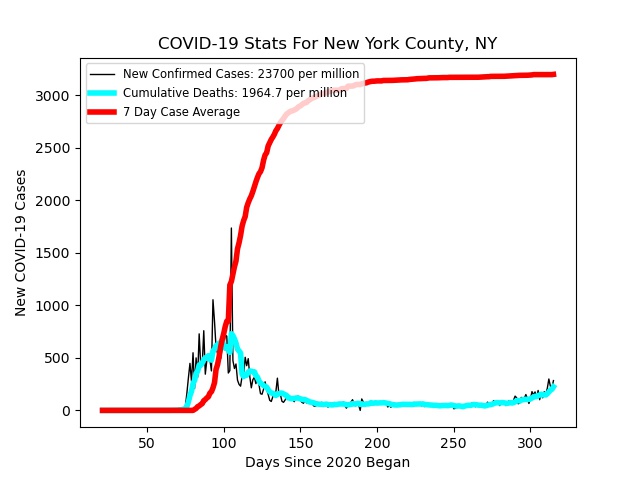 COVID-19 Stats For New York County, NY
New Confirmed Cases: 23700 per million
Cumulative Deaths: 1964.7 per million
7 Day Case Average
New COVID-19 Cases
3000
2500
2000
1500
1000
500
0
50 100 150 200 250 300
Days Since 2020 Began